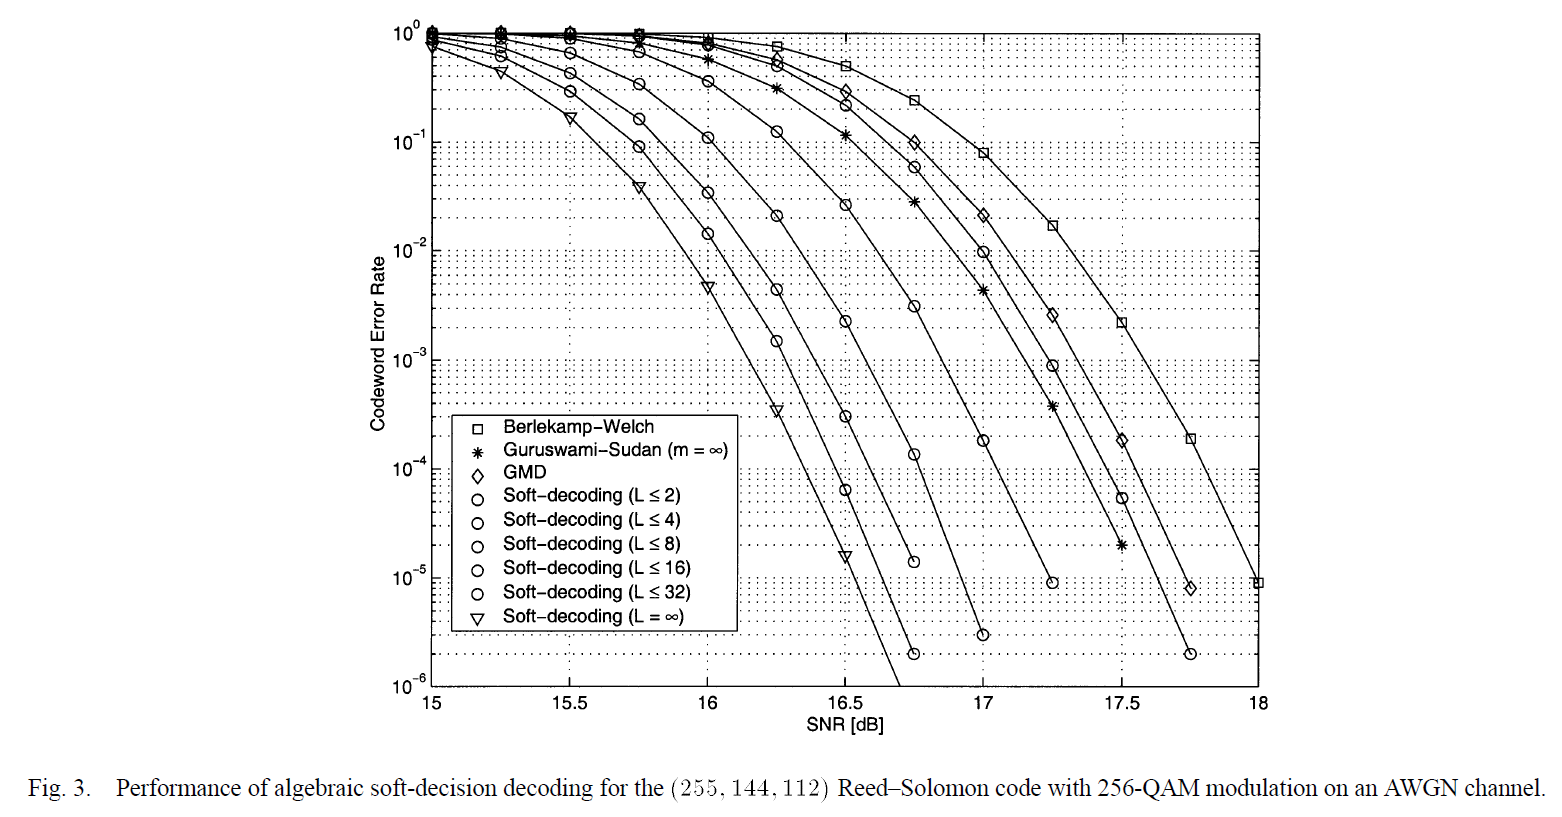 10^0
10^-1
10^-2
10^-3
10^-4
10^-5
10^-6
Codeword Error Rate
Berlekamp−Welch
Guruswami−Sudan (m = ∞)
GMD
Soft−decoding (L ≤ 2)
Soft−decoding (L ≤ 4)
Soft−decoding (L ≤ 8)
Soft−decoding (L ≤ 16)
Soft−decoding (L ≤ 32)
Soft−decoding (L = ∞)
15 15.5 16 16.5 17 17.5 18
SNR [dB]
Fig. 3. Performance of algebraic soft-decision decoding for the (255, 144, 112) Reed–Solomon code with 256-QAM modulation on an AWGN channel.